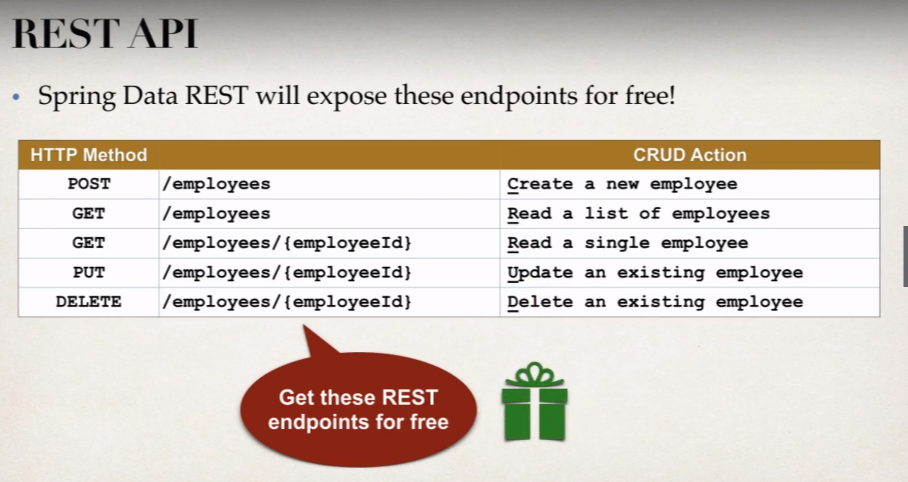 REST API
• Spring Data REST will expose these endpoints for free!
HTTP Method CRUD Action
POST /employees Create a new employee
GET /employees Read a list of employees
GET /employees/{employeeId} Read a single employee
PUT /employees/{employeeId} Update an existing employee
DELETE /employees/{employeeId} Delete an existing employee
Get these REST
endpoints for free